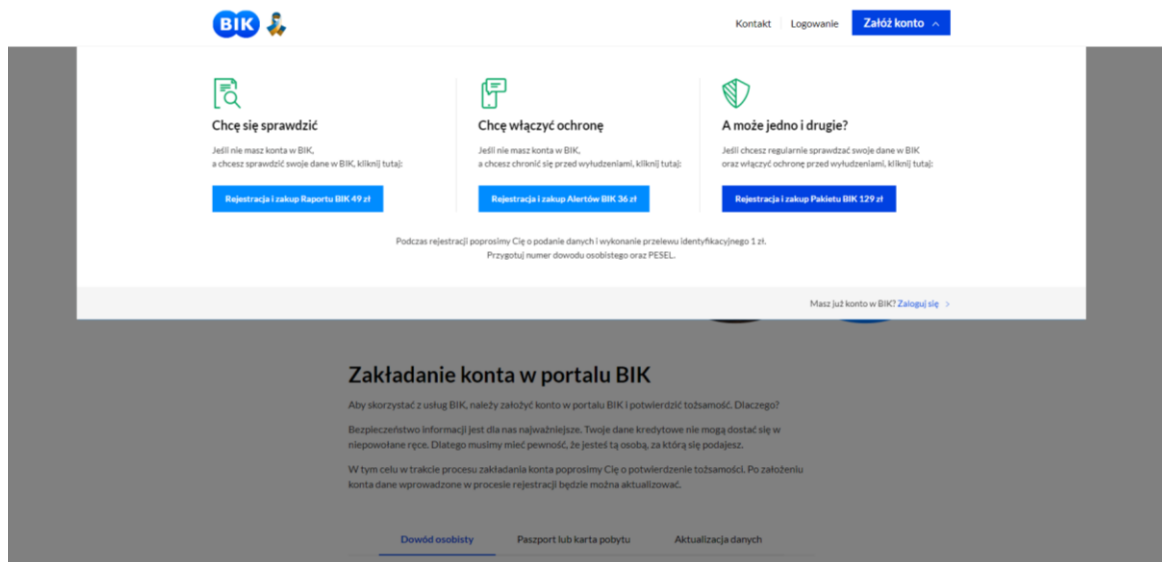 BIK
Kontakt
Logowanie
Załóż konto
Chcę się sprawdzić
Jeśli nie masz konta w BIK,
a chcesz sprawdzić swoje dane w BIK, kliknij tutaj:
Rejestracja i zakup Raportu BIK 49 zł
Chcę włączyć ochronę
Jeśli nie masz konta w BIK,
a chcesz chronić się przed wyłudzeniami, kliknij tutaj:
Rejestracja i zakup Alertów BIK 36 zł
A może jedno i drugie?
Jeśli chcesz regularnie sprawdzać swoje dane w BIK
oraz włączyć ochronę przed wyłudzeniami, kliknij tutaj:
Rejestracja i zakup Pakietu BIK 129 zł
Podczas rejestracji poprosimy Cię o podanie danych i wykonanie przelewu identyfikacyjnego 1 zł.
Przygotuj numer dowodu osobistego oraz PESEL.
Masz już konto w BIK? Zaloguj się
Zakładanie konta w portalu BIK
Aby skorzystać z usług BIK, należy założyć konto w portalu BIK i potwierdzić tożsamość. Dlaczego?
Bezpieczeństwo informacji jest dla nas najważniejsze. Twoje dane kredytowe nie mogą dostać się w
niepowołane ręce. Dlatego musimy mieć pewność, że jesteś tą osobą, za którą się podajesz.
W tym celu w trakcie procesu zakładania konta poprosimy Cię o potwierdzenie tożsamości. Po założeniu
konta dane wprowadzone w procesie rejestracji będzie można aktualizować.
Dowód osobisty
Paszport lub karta pobytu
Aktualizacja danych